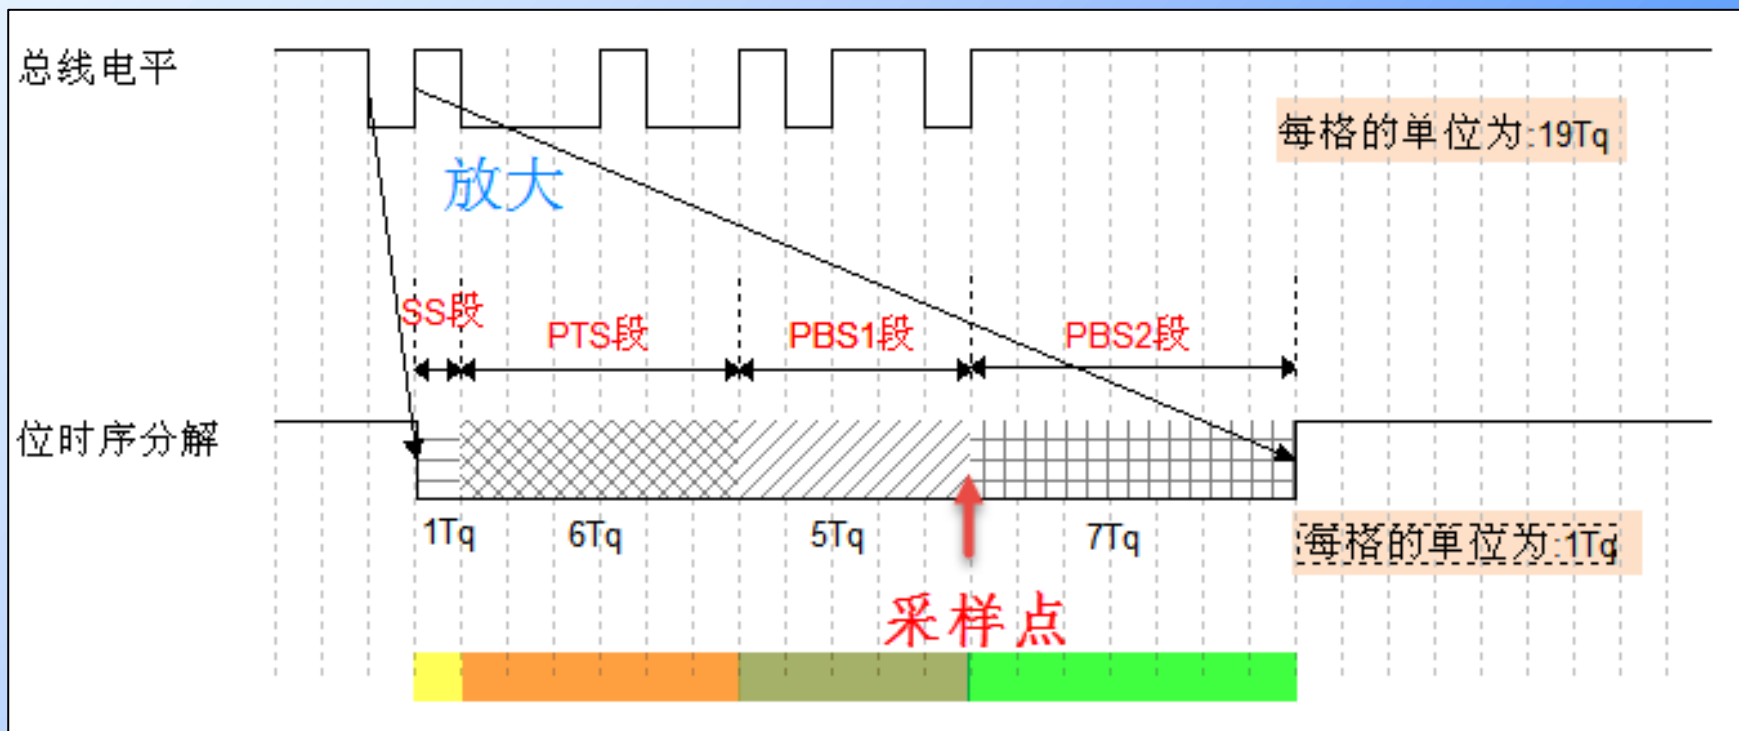 总线电平
每格的单位为:19Tq
放大
SS段
PTS段
PBS1段
PBS2段
位时序分解
1Tq
6Tq
5Tq
7Tq
每格的单位为:1Tq
采样点